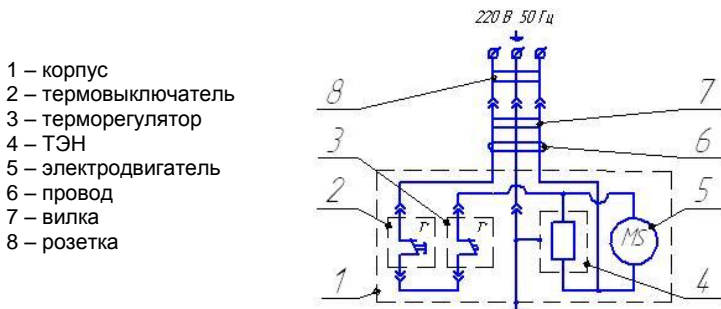 220 В 50 Гц
1 – корпус
2 – термовыключатель
3 – терморегулятор
4 – ТЭН
5 – электродвигатель
6 – провод
7 – вилка
8 – розетка
8
7
3
6
2
T°
T°
MS
5
1
4